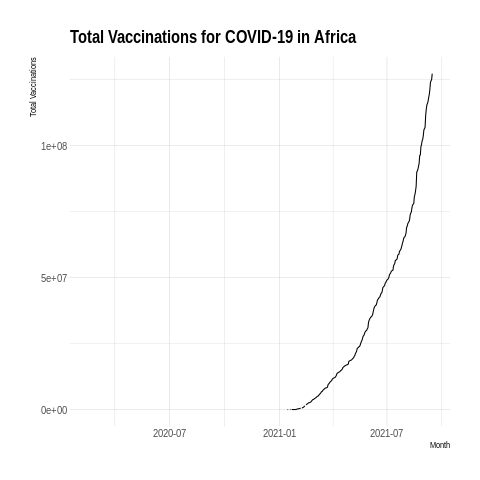 Total Vaccinations for COVID-19 in Africa
Total Vaccinations
1e+08
5e+07
0e+00
2020-07 2021-01 2021-07
Month